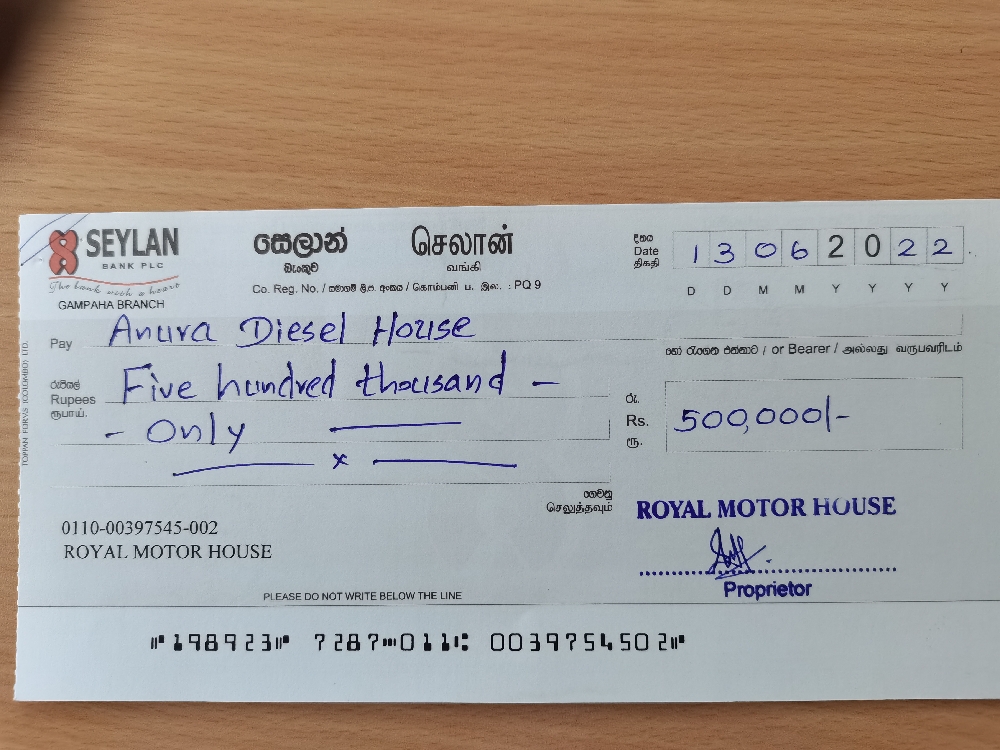 SEYLAN
BANK PLC
The bank with a heart
GAMPAHA BRANCH
සෙලාන්
බැංකුව
செலான்
வங்கி
Co. Reg. No. / සමාගම් ලි.ප. අංකය / கொம்பனி ப. இல. : PQ 9
දිනය
Date
திகதி
1 3 0 6 2 0 2 2
D D M M Y Y Y Y
Pay Anura Diesel House
හෝ රැගෙන එන්නාට / or Bearer / அல்லது வருபவரிடம்
රුපියල්
Rupees
ரூபாய்.
Five hundred thousand –
- Only
x
රු.
Rs.
ரூ.
500,000/-
ගෙවනු
செலுத்தவும்
0110-00397545-002
ROYAL MOTOR HOUSE
ROYAL MOTOR HOUSE
Proprietor
PLEASE DO NOT WRITE BELOW THE LINE
⑈198923⑈ 7287⑉011⑆ 0039754502⑈